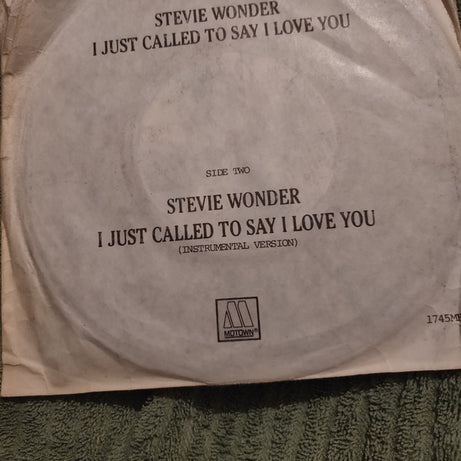 STEVIE WONDER
I JUST CALLED TO SAY I LOVE YOU
SIDE TWO
STEVIE WONDER
I JUST CALLED TO SAY I LOVE YOU
(INSTRUMENTAL VERSION)
MOTOWN®